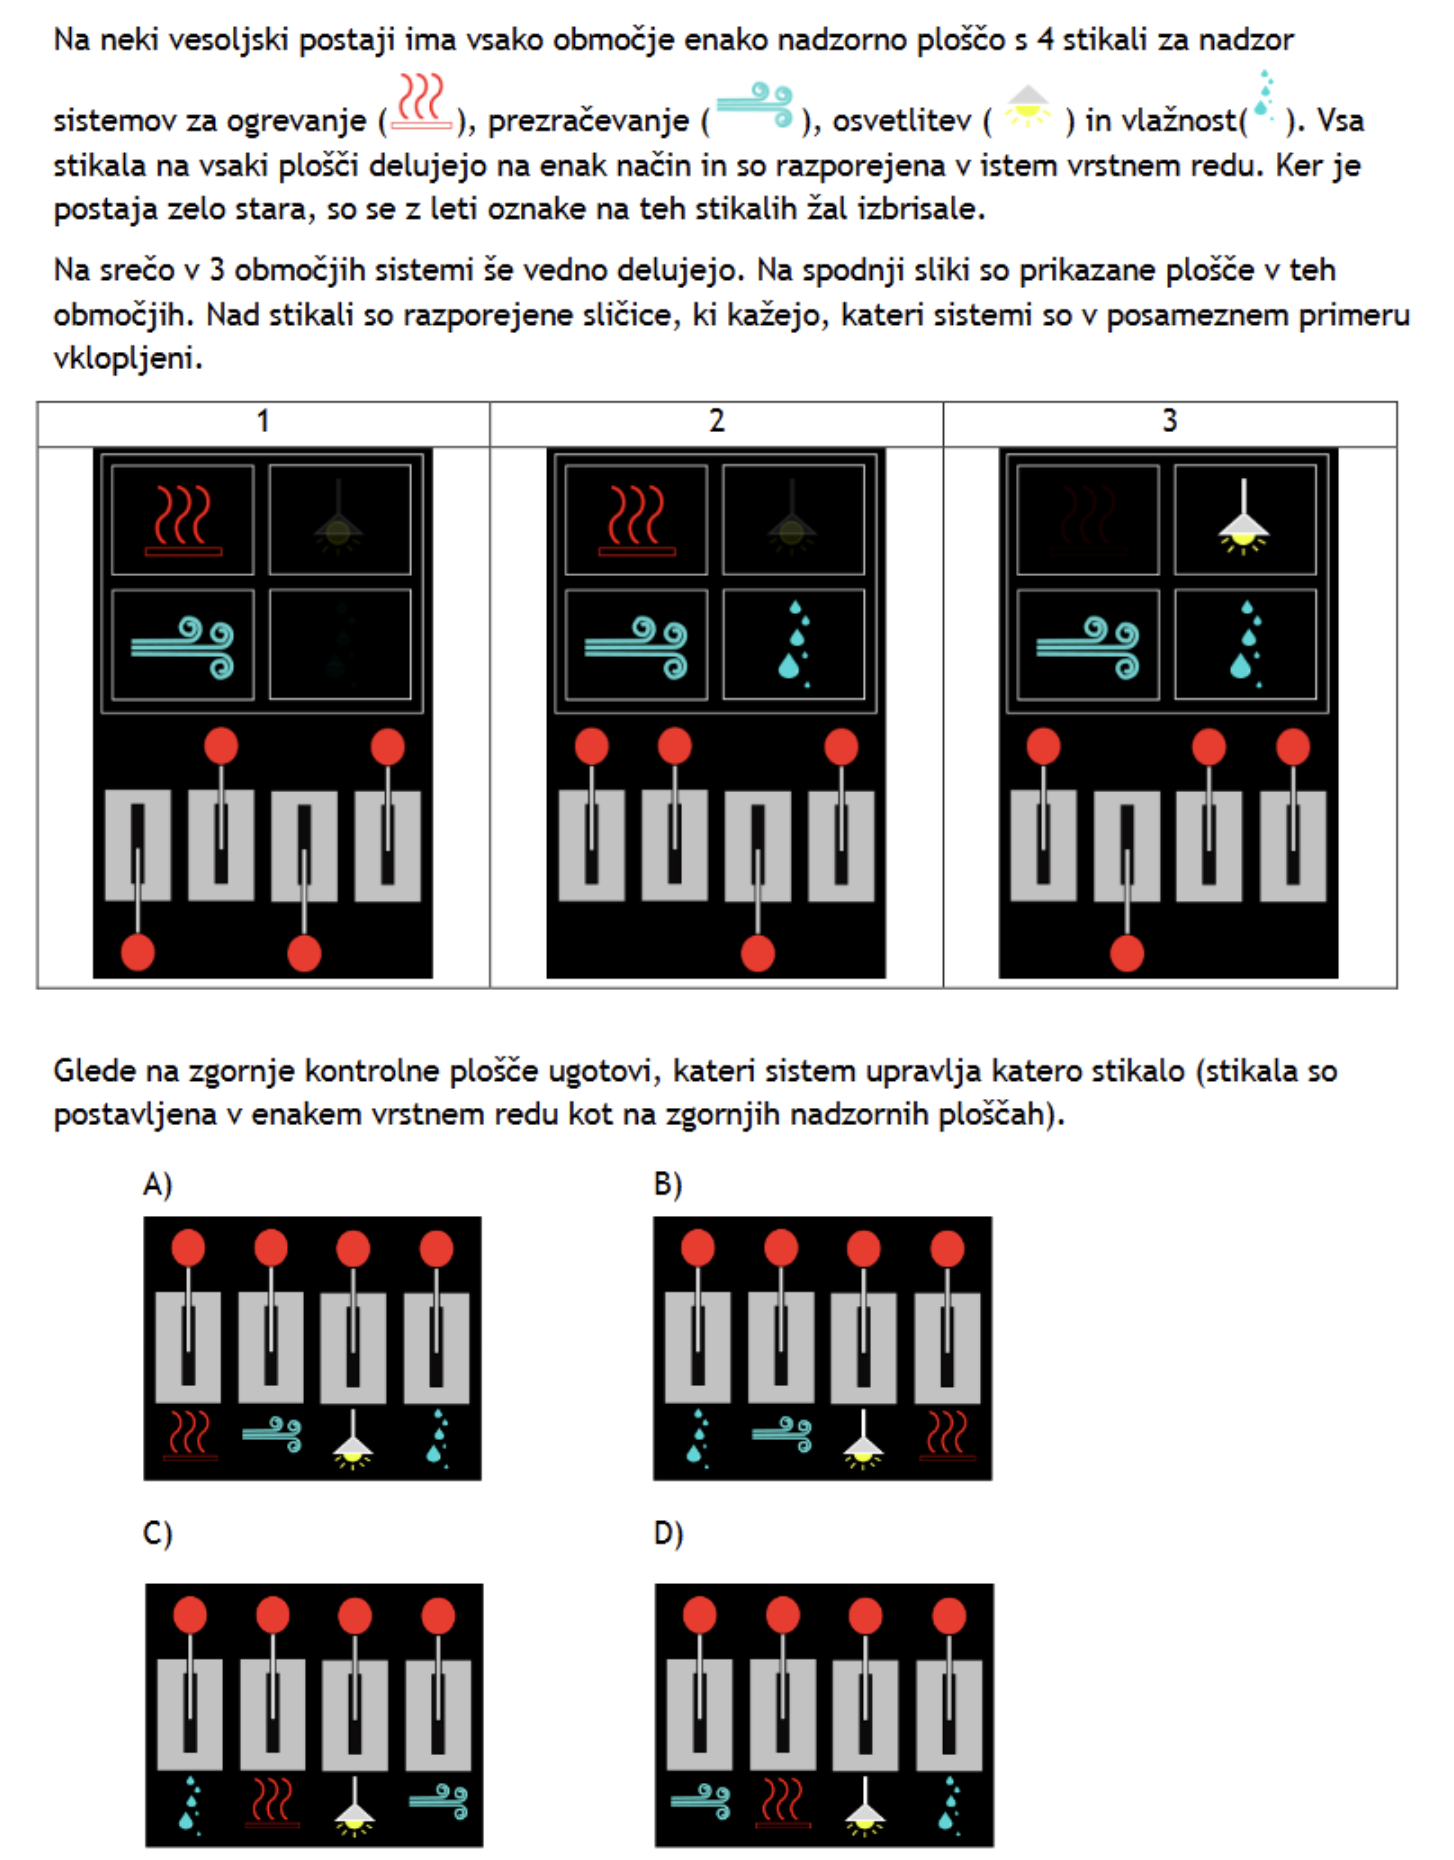 Na neki vesoljski postaji ima vsako območje enako nadzorno ploščo s 4 stikali za nadzor
sistemov za ogrevanje ( ), prezračevanje ( ), osvetlitev ( ) in vlažnost( ). Vsa
stikala na vsaki plošči delujejo na enak način in so razporejena v istem vrstnem redu. Ker je
postaja zelo stara, so se z leti oznake na teh stikalih žal izbrisale.
Na srečo v 3 območjih sistemi še vedno delujejo. Na spodnji sliki so prikazane plošče v teh
območjih. Nad stikali so razporejene sličice, ki kažejo, kateri sistemi so v posameznem primeru
vklopljeni.
1
2
3
Glede na zgornje kontrolne plošče ugotovi, kateri sistem upravlja katero stikalo (stikala so
postavljena v enakem vrstnem redu kot na zgornjih nadzornih ploščah).
A)
B)
C)
D)